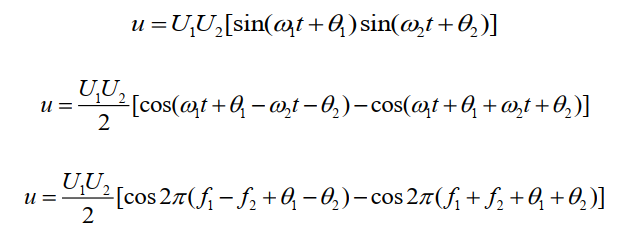 u = U₁U₂[sin(ω₁t + θ₁)sin(ω₂t + θ₂)]
u = U₁U₂/2 [cos(ω₁t + θ₁ − ω₂t − θ₂) − cos(ω₁t + θ₁ + ω₂t + θ₂)]
u = U₁U₂/2 [cos 2π(f₁ − f₂ + θ₁ − θ₂) − cos 2π(f₁ + f₂ + θ₁ + θ₂)]